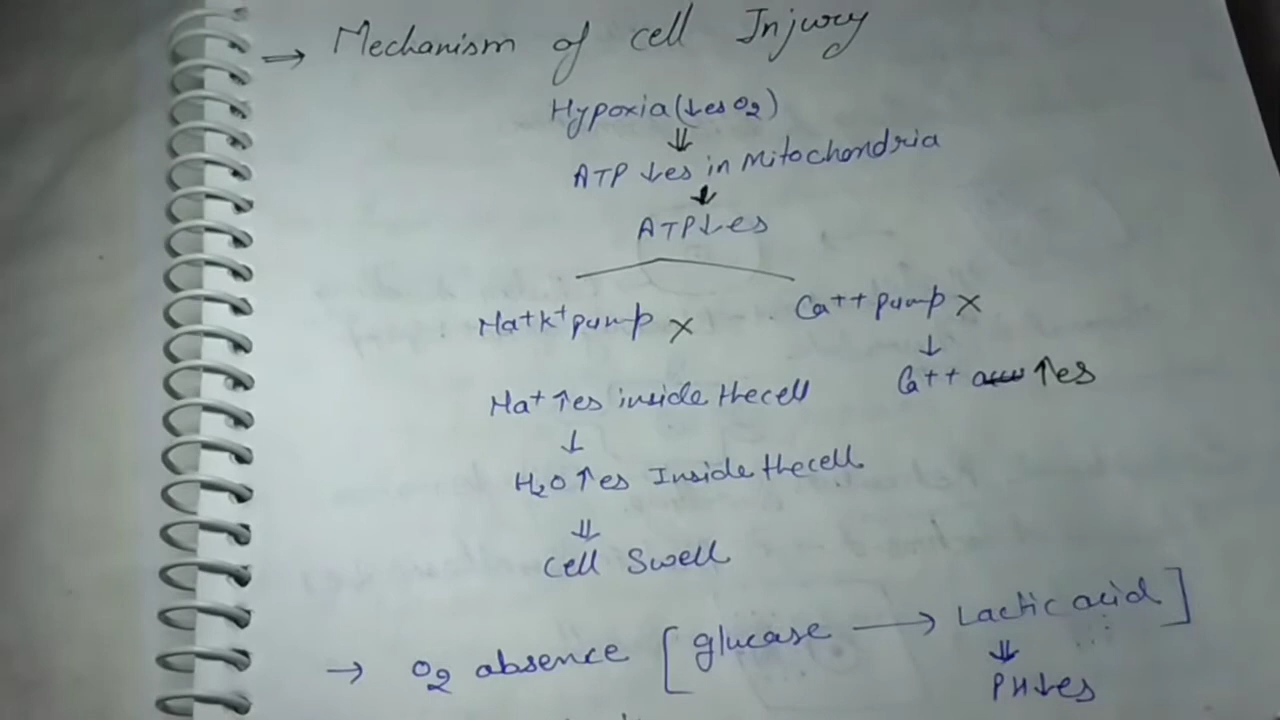 → Mechanism of cell Injury
Hypoxia (↓es O2)
⇓
ATP ↓es in Mitochondria
↓
ATP ↓es
Na+k+ pump × Ca++ pump ×
↓
Na+ ↑es inside the cell Ca++ ↑es
↓
H2O ↑es Inside the cell
⇓
Cell Swell
→ O2 absence [glucase → Lactic acid]
⇓
PH↓es